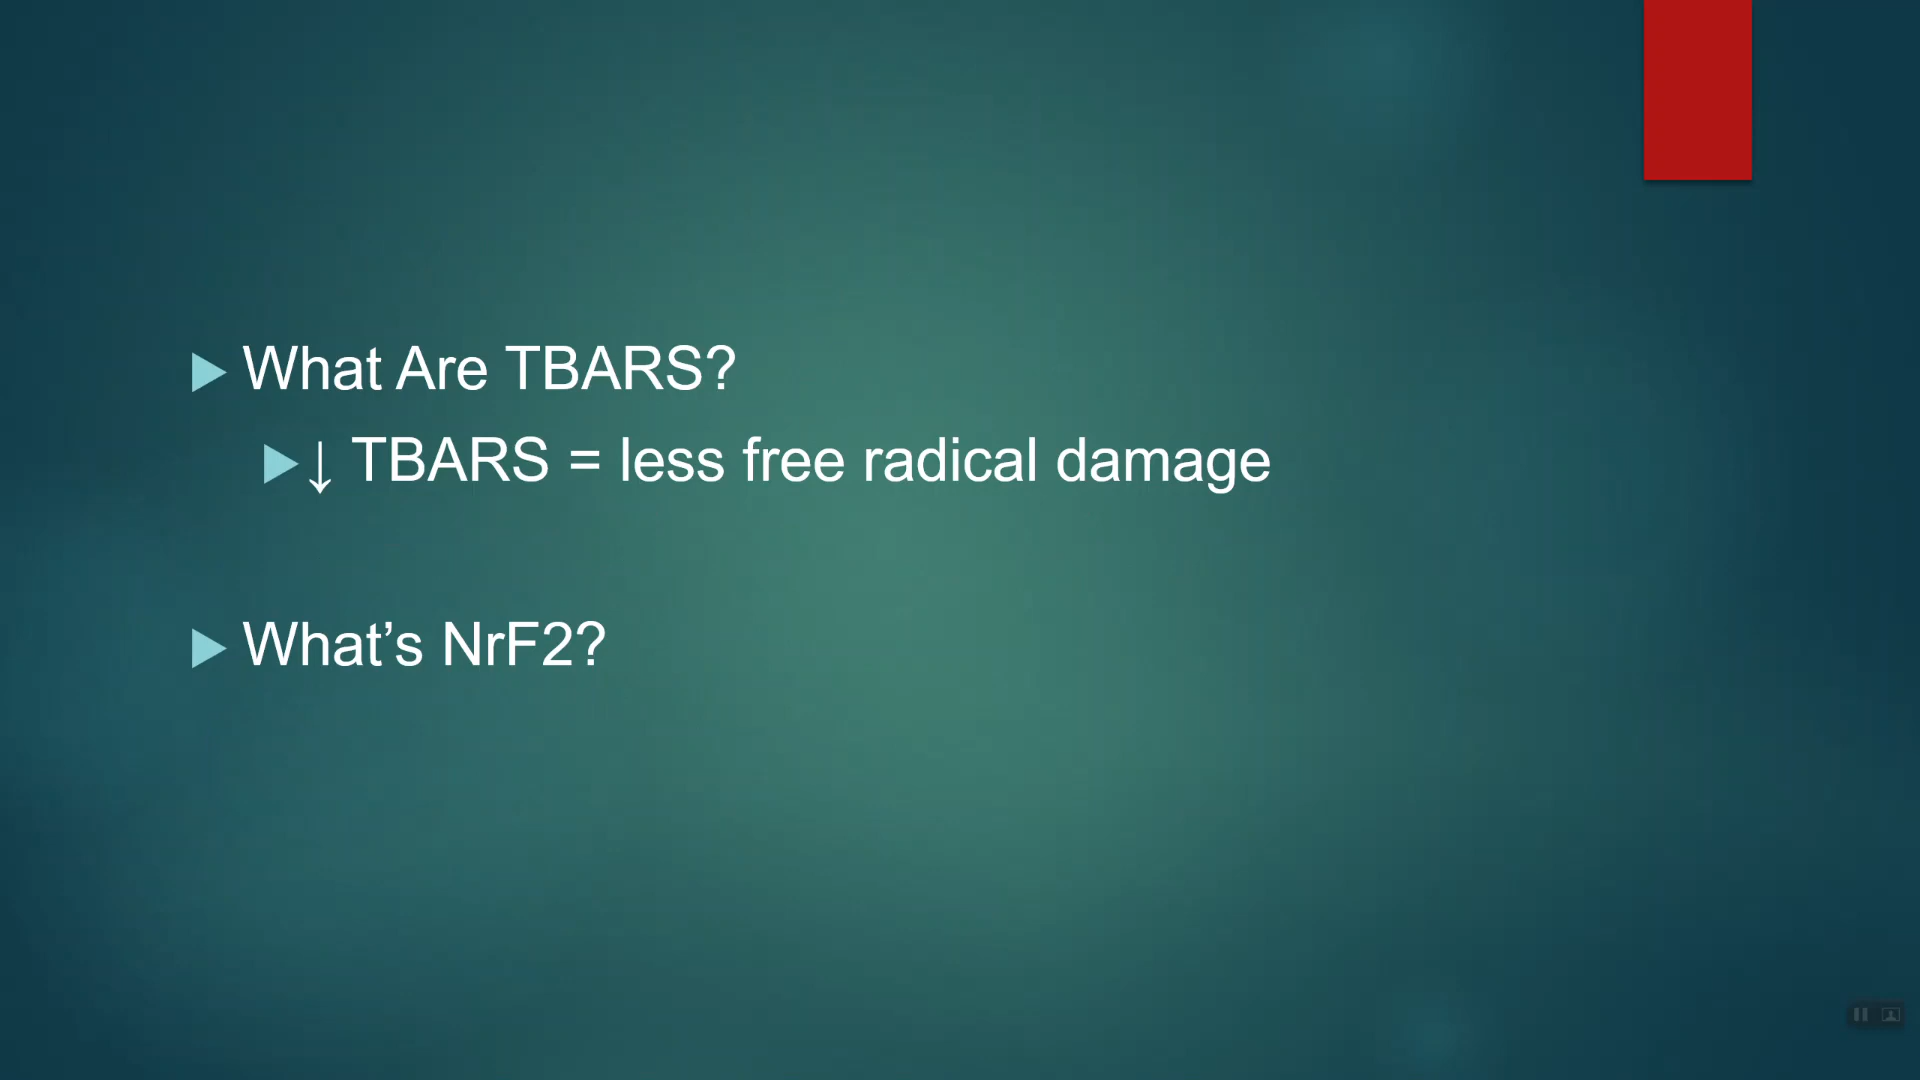 What Are TBARS?
↓ TBARS = less free radical damage
What’s NrF2?